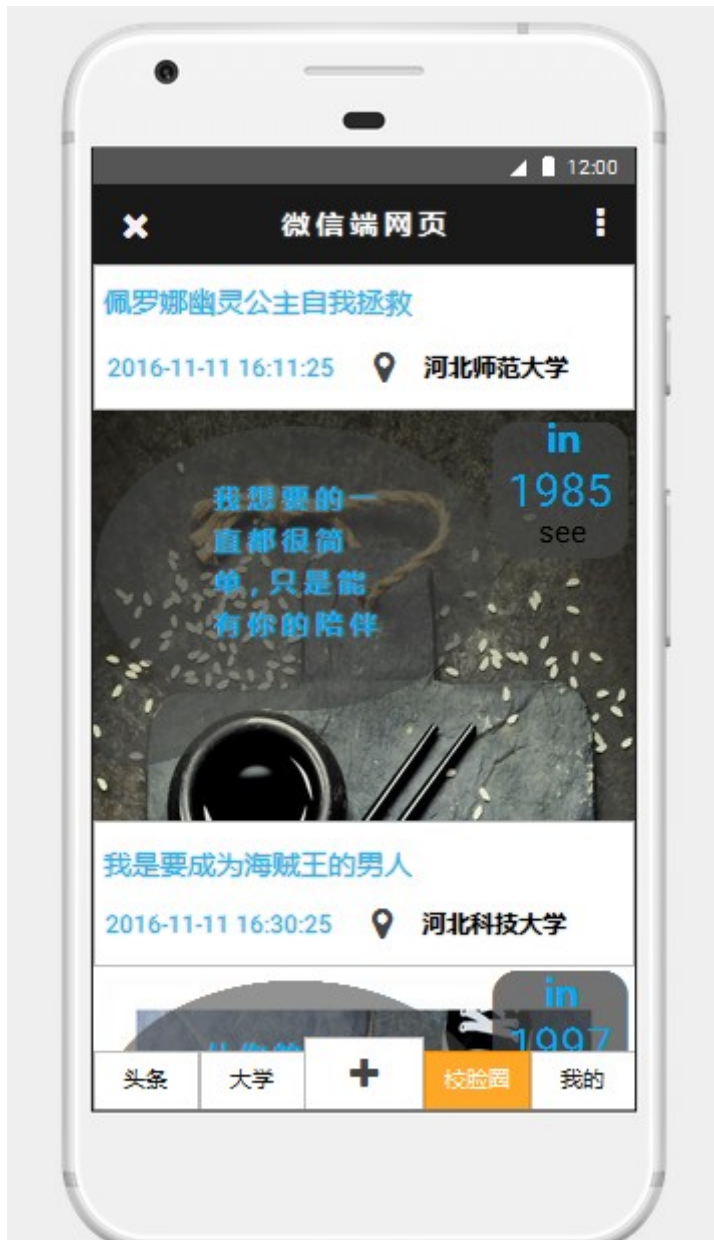 12:00
微信端网页
佩罗娜幽灵公主自我拯救
2016-11-11 16:11:25 河北师范大学
in
1985
see
我想要的一
直都很简
单,只是能
有你的陪伴
我是要成为海贼王的男人
2016-11-11 16:30:25 河北科技大学
in
1997
头条 大学 校脸圈 我的